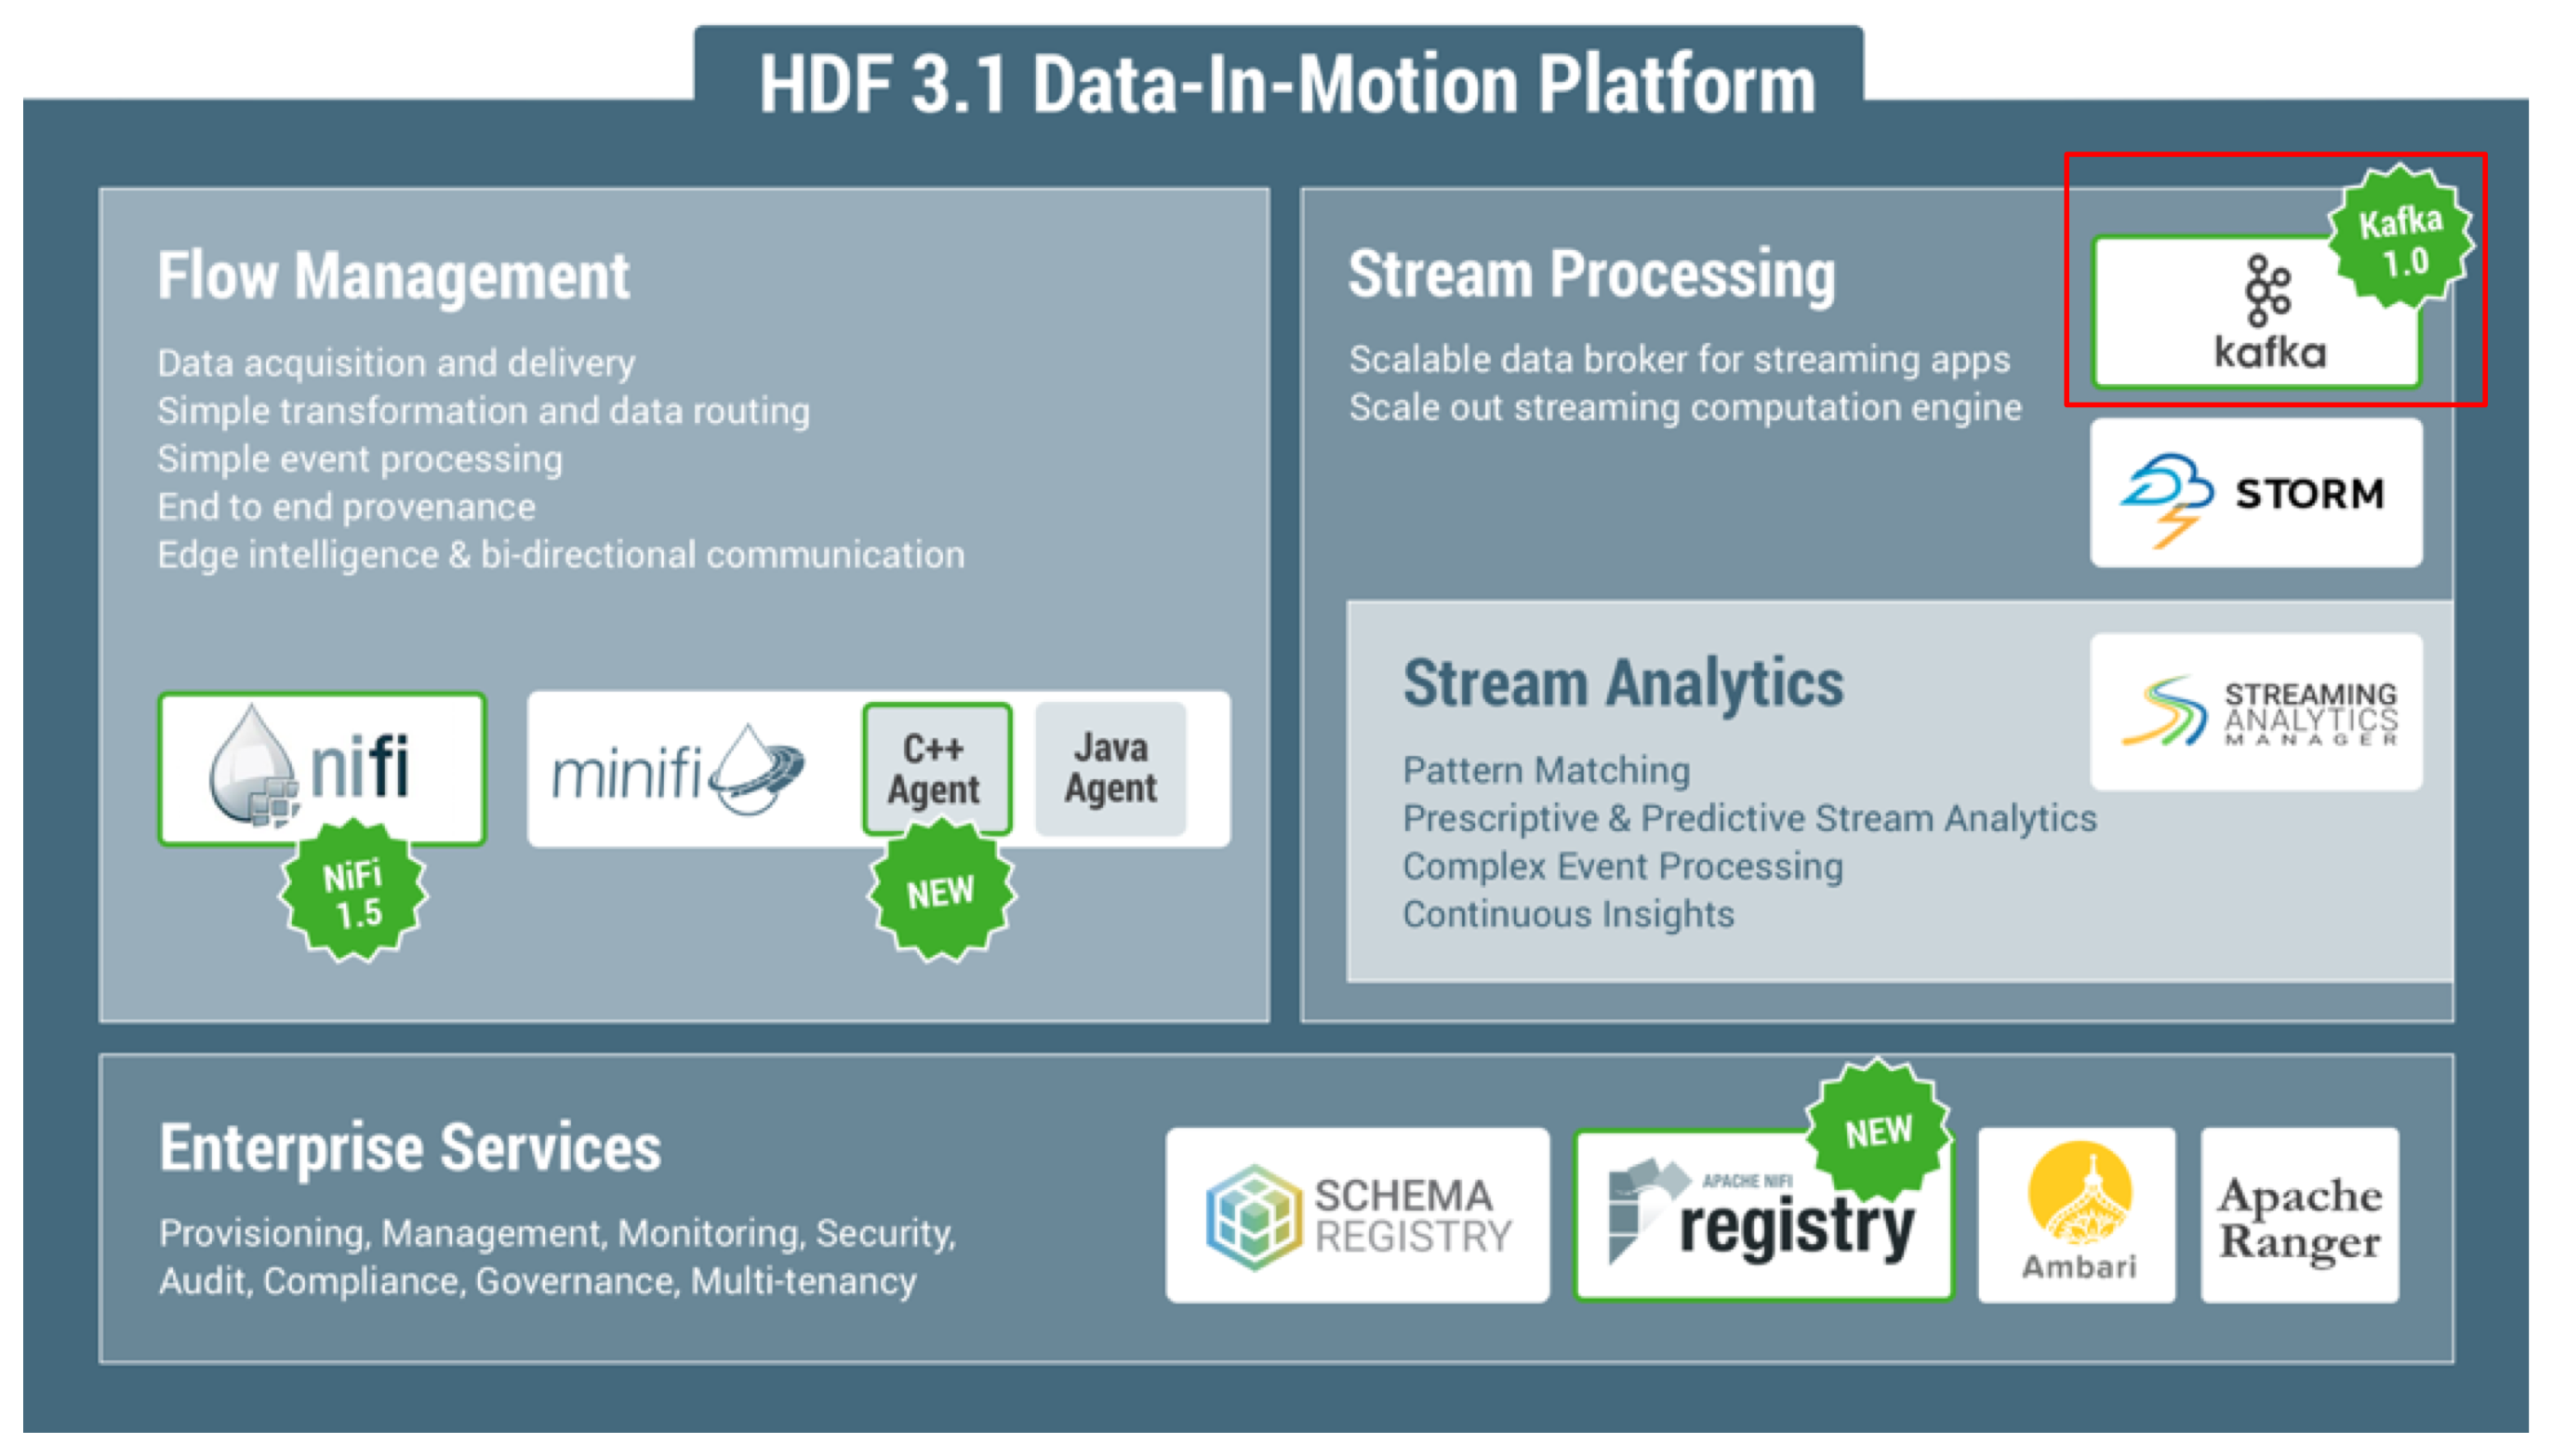 HDF 3.1 Data-In-Motion Platform
Flow Management
Data acquisition and delivery
Simple transformation and data routing
Simple event processing
End to end provenance
Edge intelligence & bi-directional communication
nifi
NiFi
1.5
minifi
C++
Agent
NEW
Java
Agent
Stream Processing
Scalable data broker for streaming apps
Scale out streaming computation engine
Kafka
1.0
kafka
STORM
Stream Analytics
Pattern Matching
Prescriptive & Predictive Stream Analytics
Complex Event Processing
Continuous Insights
STREAMING
ANALYTICS
MANAGER
Enterprise Services
Provisioning, Management, Monitoring, Security,
Audit, Compliance, Governance, Multi-tenancy
SCHEMA
REGISTRY
NEW
APACHE NIFI
registry
Ambari
Apache
Ranger